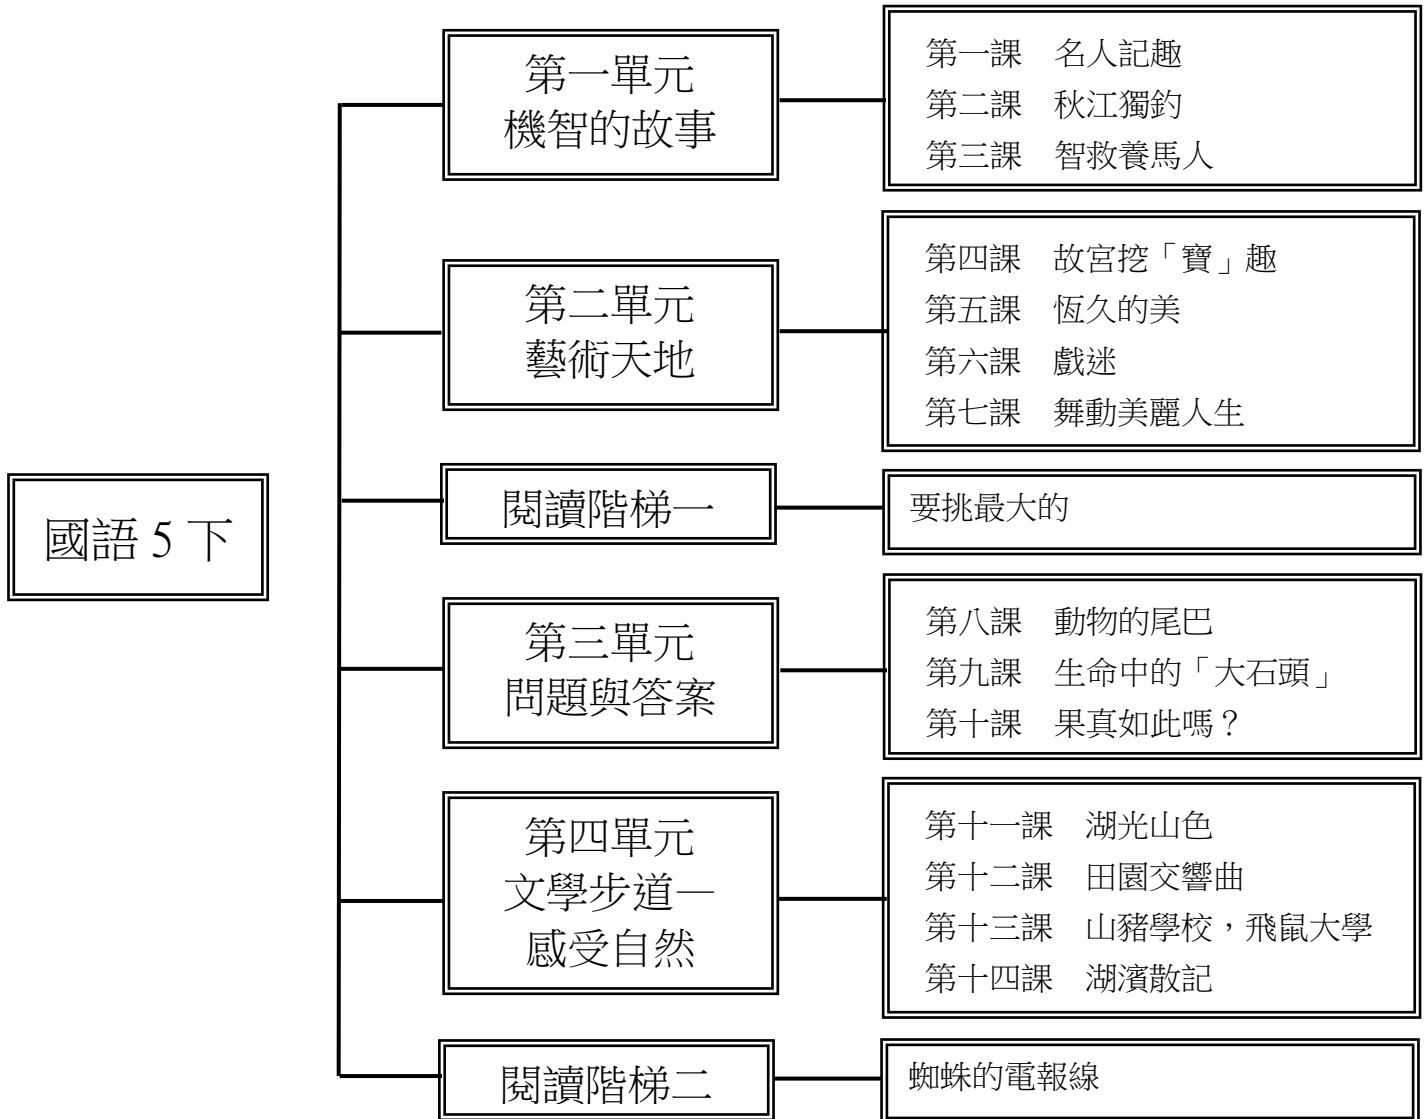 國語 5 下
第一單元
機智的故事
第一課　名人記趣
第二課　秋江獨釣
第三課　智救養馬人
第二單元
藝術天地
第四課　故宮挖「寶」趣
第五課　恆久的美
第六課　戲迷
第七課　舞動美麗人生
閱讀階梯一
要挑最大的
第三單元
問題與答案
第八課　動物的尾巴
第九課　生命中的「大石頭」
第十課　果真如此嗎？
第四單元
文學步道—
感受自然
第十一課　湖光山色
第十二課　田園交響曲
第十三課　山豬學校，飛鼠大學
第十四課　湖濱散記
閱讀階梯二
蜘蛛的電報線